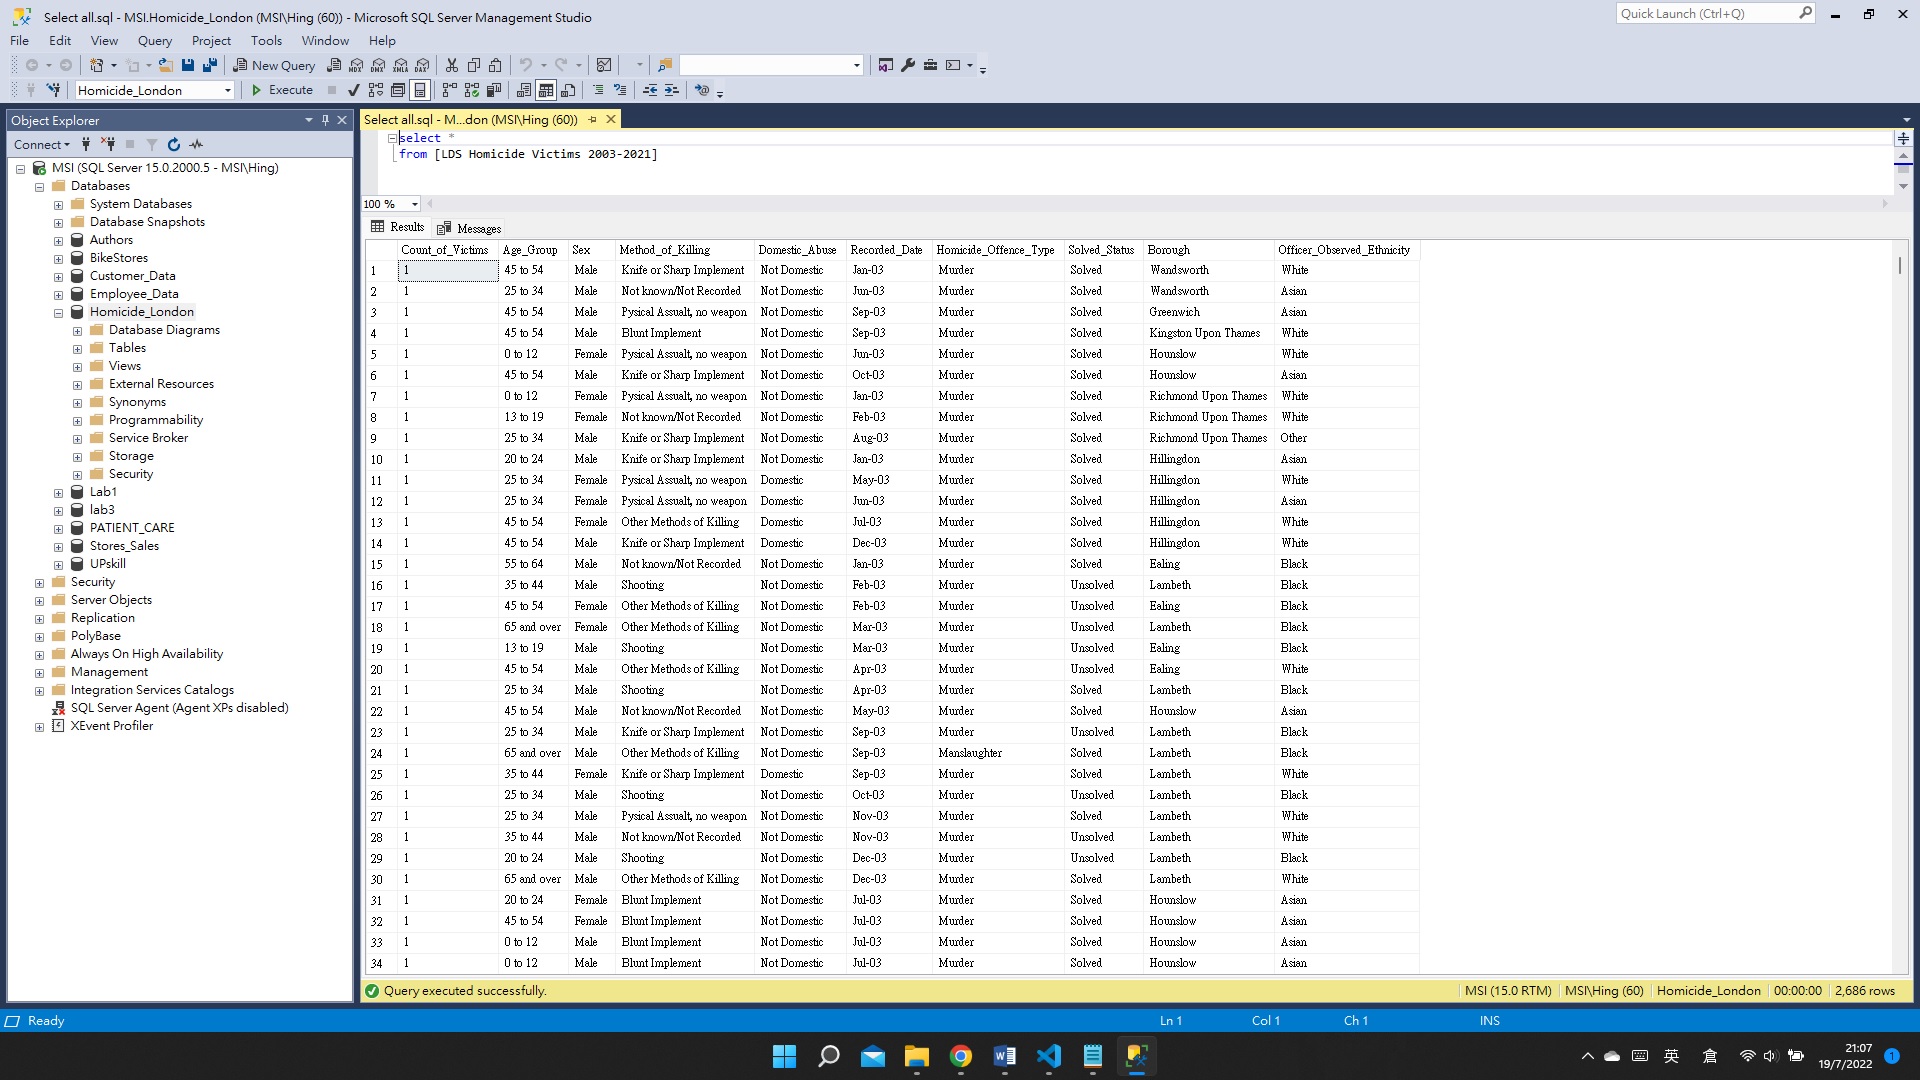 Select all.sql - MSI.Homicide_London (MSI\Hing (60)) - Microsoft SQL Server Management Studio
Quick Launch (Ctrl+Q)
File Edit View Query Project Tools Window Help
New Query
MDX DMX XMLA DAX
Homicide_London Execute
Object Explorer
Connect
MSI (SQL Server 15.0.2000.5 - MSI\Hing)
Databases
System Databases
Database Snapshots
Authors
BikeStores
Customer_Data
Employee_Data
Homicide_London
Database Diagrams
Tables
Views
External Resources
Synonyms
Programmability
Service Broker
Storage
Security
Lab1
lab3
PATIENT_CARE
Stores_Sales
UPskill
Security
Server Objects
Replication
PolyBase
Always On High Availability
Management
Integration Services Catalogs
SQL Server Agent (Agent XPs disabled)
XEvent Profiler
Select all.sql - M...don (MSI\Hing (60))
select *
from [LDS Homicide Victims 2003-2021]
100 %
Results Messages
Count_of_Victims Age_Group Sex Method_of_Killing Domestic_Abuse Recorded_Date Homicide_Offence_Type Solved_Status Borough Officer_Observed_Ethnicity
1 1 45 to 54 Male Knife or Sharp Implement Not Domestic Jan-03 Murder Solved Wandsworth White
2 1 25 to 34 Male Not known/Not Recorded Not Domestic Jun-03 Murder Solved Wandsworth Asian
3 1 45 to 54 Male Pysical Assualt, no weapon Not Domestic Sep-03 Murder Solved Greenwich Asian
4 1 45 to 54 Male Blunt Implement Not Domestic Sep-03 Murder Solved Kingston Upon Thames White
5 1 0 to 12 Female Pysical Assualt, no weapon Not Domestic Jun-03 Murder Solved Hounslow White
6 1 45 to 54 Male Knife or Sharp Implement Not Domestic Oct-03 Murder Solved Hounslow Asian
7 1 0 to 12 Female Pysical Assualt, no weapon Not Domestic Jan-03 Murder Solved Richmond Upon Thames White
8 1 13 to 19 Female Not known/Not Recorded Not Domestic Feb-03 Murder Solved Richmond Upon Thames White
9 1 25 to 34 Male Knife or Sharp Implement Not Domestic Aug-03 Murder Solved Richmond Upon Thames Other
10 1 20 to 24 Male Knife or Sharp Implement Not Domestic Jan-03 Murder Solved Hillingdon Asian
11 1 25 to 34 Female Pysical Assualt, no weapon Domestic May-03 Murder Solved Hillingdon White
12 1 25 to 34 Female Pysical Assualt, no weapon Domestic Jun-03 Murder Solved Hillingdon Asian
13 1 45 to 54 Female Other Methods of Killing Domestic Jul-03 Murder Solved Hillingdon White
14 1 45 to 54 Male Knife or Sharp Implement Domestic Dec-03 Murder Solved Hillingdon White
15 1 55 to 64 Male Not known/Not Recorded Not Domestic Jan-03 Murder Solved Ealing Black
16 1 35 to 44 Male Shooting Not Domestic Feb-03 Murder Unsolved Lambeth Black
17 1 45 to 54 Female Other Methods of Killing Not Domestic Feb-03 Murder Unsolved Ealing Black
18 1 65 and over Female Other Methods of Killing Not Domestic Mar-03 Murder Unsolved Lambeth Black
19 1 13 to 19 Male Shooting Not Domestic Mar-03 Murder Unsolved Ealing Black
20 1 45 to 54 Male Other Methods of Killing Not Domestic Apr-03 Murder Unsolved Ealing White
21 1 25 to 34 Male Shooting Not Domestic Apr-03 Murder Solved Lambeth Black
22 1 45 to 54 Male Not known/Not Recorded Not Domestic May-03 Murder Solved Hounslow Asian
23 1 25 to 34 Male Knife or Sharp Implement Not Domestic Sep-03 Murder Unsolved Lambeth Black
24 1 65 and over Male Other Methods of Killing Not Domestic Sep-03 Manslaughter Solved Lambeth Black
25 1 35 to 44 Female Knife or Sharp Implement Domestic Sep-03 Murder Solved Lambeth White
26 1 25 to 34 Male Shooting Not Domestic Oct-03 Murder Unsolved Lambeth Black
27 1 25 to 34 Male Pysical Assualt, no weapon Not Domestic Nov-03 Murder Solved Lambeth White
28 1 35 to 44 Male Not known/Not Recorded Not Domestic Nov-03 Murder Unsolved Lambeth White
29 1 20 to 24 Male Shooting Not Domestic Dec-03 Murder Unsolved Lambeth Black
30 1 65 and over Male Other Methods of Killing Not Domestic Dec-03 Murder Solved Lambeth White
31 1 20 to 24 Female Blunt Implement Not Domestic Jul-03 Murder Solved Hounslow Asian
32 1 45 to 54 Female Blunt Implement Not Domestic Jul-03 Murder Solved Hounslow Asian
33 1 0 to 12 Male Blunt Implement Not Domestic Jul-03 Murder Solved Hounslow Asian
34 1 0 to 12 Male Blunt Implement Not Domestic Jul-03 Murder Solved Hounslow Asian
Query executed successfully. MSI (15.0 RTM) MSI\Hing (60) Homicide_London 00:00:00 2,686 rows
Ready Ln 1 Col 1 Ch 1 INS
英 倉 21:07
19/7/2022 1